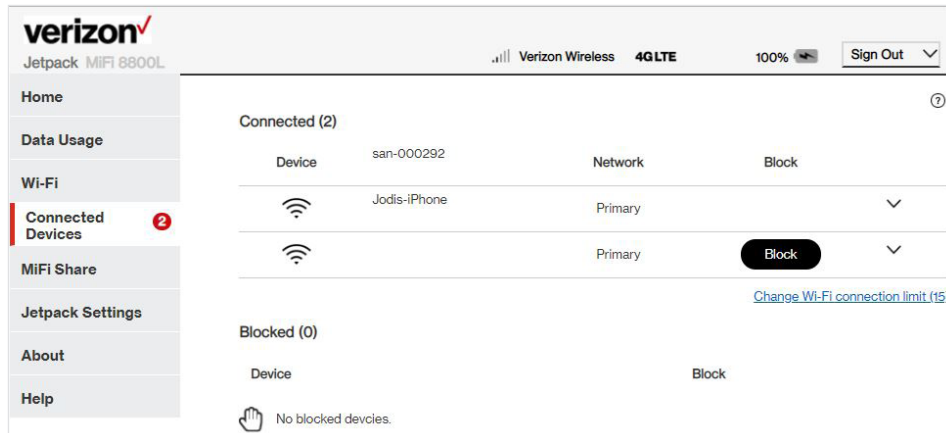 verizon
Jetpack MiFi 8800L
Verizon Wireless 4G LTE 100% Sign Out
Home
Data Usage
Wi-Fi
Connected Devices 2
MiFi Share
Jetpack Settings
About
Help
?
Connected (2)
Device san-000292 Network Block
Jodis-iPhone Primary
Primary Block
Change Wi-Fi connection limit (15
Blocked (0)
Device Block
No blocked devcies.